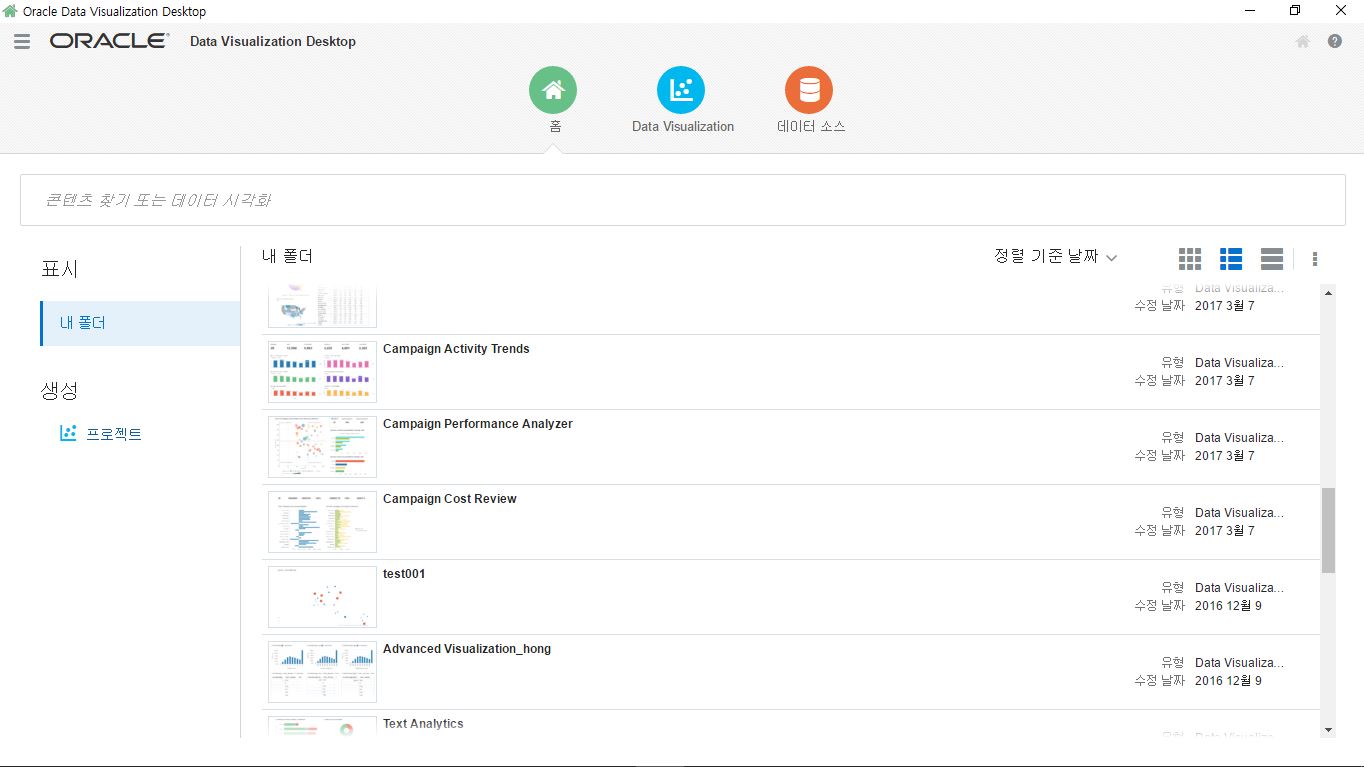 Oracle Data Visualization Desktop
ORACLE® Data Visualization Desktop
홈
Data Visualization
데이터 소스
콘텐츠 찾기 또는 데이터 시각화
표시
내 폴더
생성
프로젝트
내 폴더
정렬 기준 날짜
유형 Data Visualiza...
수정 날짜 2017 3월 7
Campaign Activity Trends
유형 Data Visualiza...
수정 날짜 2017 3월 7
Campaign Performance Analyzer
유형 Data Visualiza...
수정 날짜 2017 3월 7
Campaign Cost Review
유형 Data Visualiza...
수정 날짜 2017 3월 7
test001
유형 Data Visualiza...
수정 날짜 2016 12월 9
Advanced Visualization_hong
유형 Data Visualiza...
수정 날짜 2016 12월 9
Text Analytics
유형 Data Visualiza...